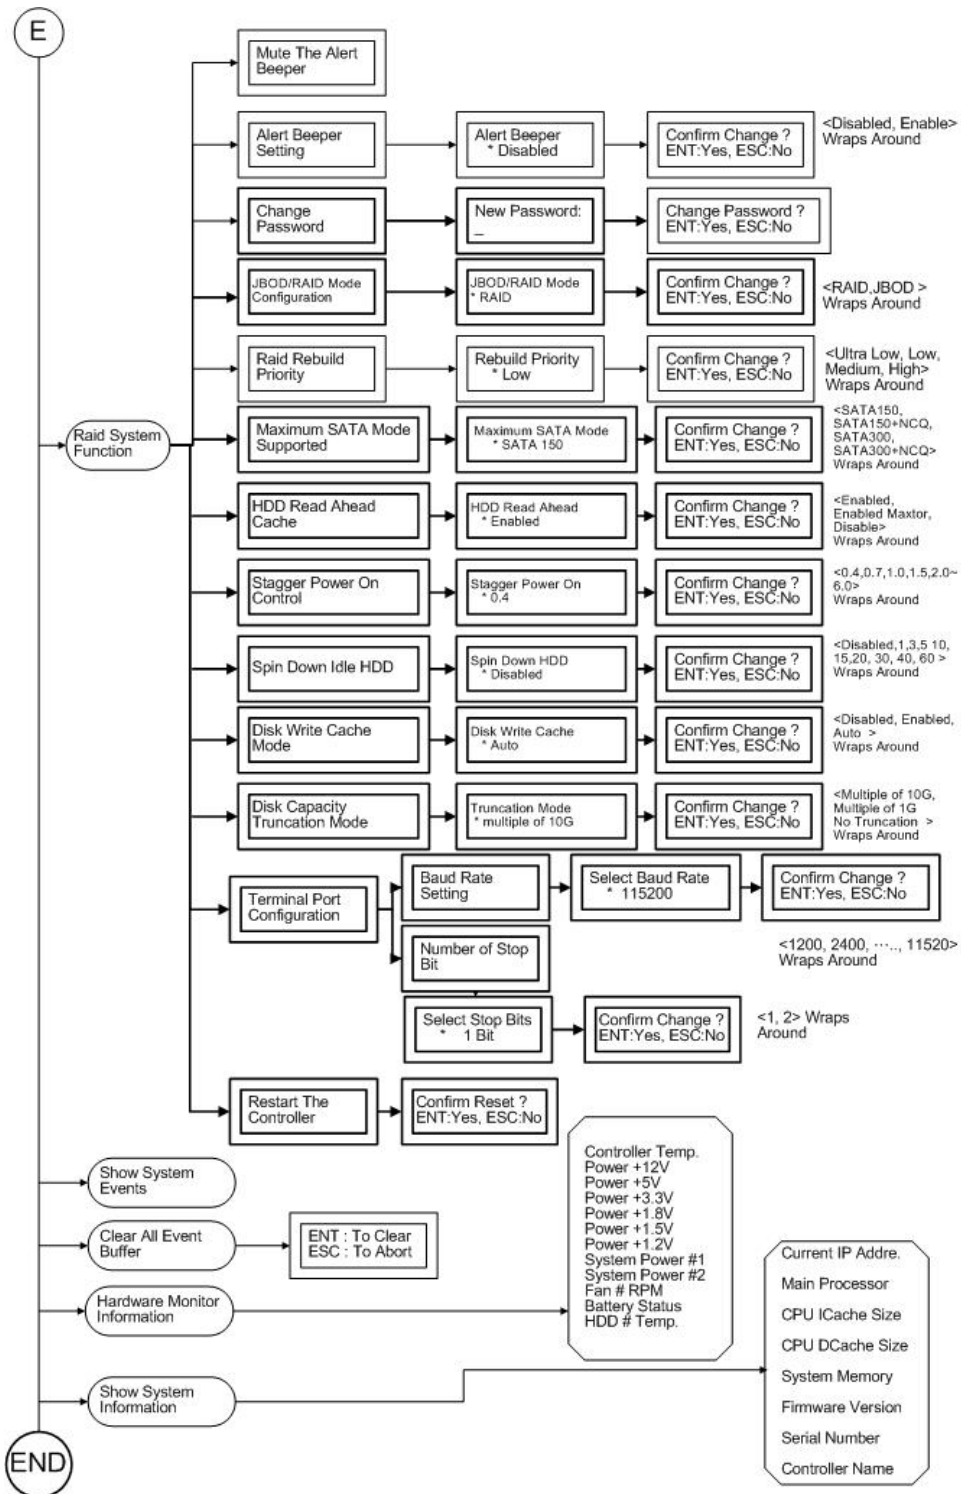 E
Mute The Alert
Beeper
Alert Beeper
Setting
Alert Beeper
* Disabled
Confirm Change ?
ENT:Yes, ESC:No
<Disabled, Enable>
Wraps Around
Change
Password
New Password:
_
Change Password ?
ENT:Yes, ESC:No
JBOD/RAID Mode
Configuration
JBOD/RAID Mode
* RAID
Confirm Change ?
ENT:Yes, ESC:No
<RAID,JBOD >
Wraps Around
Raid Rebuild
Priority
Rebuild Priority
* Low
Confirm Change ?
ENT:Yes, ESC:No
<Ultra Low, Low,
Medium, High>
Wraps Around
Raid System
Function
Maximum SATA Mode
Supported
Maximum SATA Mode
* SATA 150
Confirm Change ?
ENT:Yes, ESC:No
<SATA150,
SATA150+NCQ,
SATA300,
SATA300+NCQ>
Wraps Around
HDD Read Ahead
Cache
HDD Read Ahead
* Enabled
Confirm Change ?
ENT:Yes, ESC:No
<Enabled,
Enabled Maxtor,
Disable>
Wraps Around
Stagger Power On
Control
Stagger Power On
* 0.4
Confirm Change ?
ENT:Yes, ESC:No
<0.4,0.7,1.0,1.5,2.0~
6.0>
Wraps Around
Spin Down Idle HDD
Spin Down HDD
* Disabled
Confirm Change ?
ENT:Yes, ESC:No
<Disabled,1,3,5 10,
15,20, 30, 40, 60 >
Wraps Around
Disk Write Cache
Mode
Disk Write Cache
* Auto
Confirm Change ?
ENT:Yes, ESC:No
<Disabled, Enabled,
Auto >
Wraps Around
Disk Capacity
Truncation Mode
Truncation Mode
* multiple of 10G
Confirm Change ?
ENT:Yes, ESC:No
<Multiple of 10G,
Multiple of 1G
No Truncation >
Wraps Around
Terminal Port
Configuration
Baud Rate
Setting
Select Baud Rate
* 115200
Confirm Change ?
ENT:Yes, ESC:No
<1200, 2400, ....., 11520>
Wraps Around
Number of Stop
Bit
Select Stop Bits
* 1 Bit
Confirm Change ?
ENT:Yes, ESC:No
<1, 2> Wraps
Around
Restart The
Controller
Confirm Reset ?
ENT:Yes, ESC:No
Show System
Events
Clear All Event
Buffer
ENT : To Clear
ESC : To Abort
Hardware Monitor
Information
Controller Temp.
Power +12V
Power +5V
Power +3.3V
Power +1.8V
Power +1.5V
Power +1.2V
System Power #1
System Power #2
Fan # RPM
Battery Status
HDD # Temp.
Show System
Information
Current IP Addre.
Main Processor
CPU ICache Size
CPU DCache Size
System Memory
Firmware Version
Serial Number
Controller Name
END